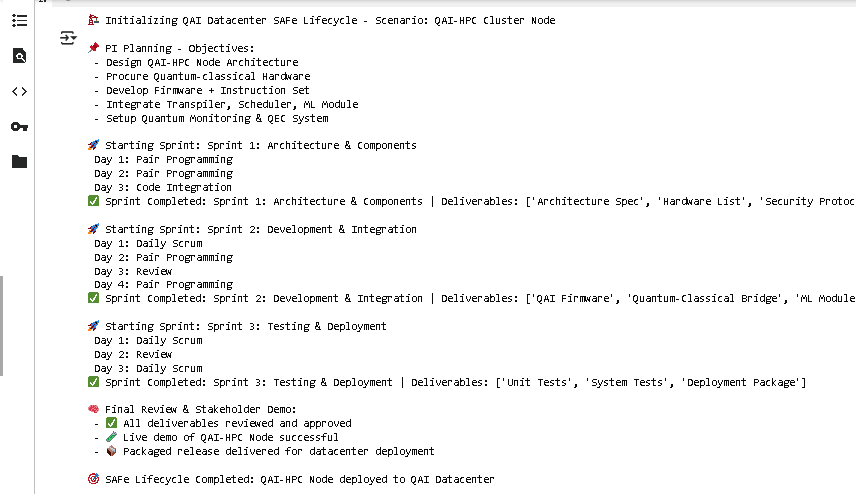 🏗️ Initializing QAI Datacenter SAFe Lifecycle - Scenario: QAI-HPC Cluster Node
📌 PI Planning - Objectives:
- Design QAI-HPC Node Architecture
- Procure Quantum-classical Hardware
- Develop Firmware + Instruction Set
- Integrate Transpiler, Scheduler, ML Module
- Setup Quantum Monitoring & QEC System
🚀 Starting Sprint: Sprint 1: Architecture & Components
Day 1: Pair Programming
Day 2: Pair Programming
Day 3: Code Integration
✅ Sprint Completed: Sprint 1: Architecture & Components | Deliverables: ['Architecture Spec', 'Hardware List', 'Security Protoc
🚀 Starting Sprint: Sprint 2: Development & Integration
Day 1: Daily Scrum
Day 2: Pair Programming
Day 3: Review
Day 4: Pair Programming
✅ Sprint Completed: Sprint 2: Development & Integration | Deliverables: ['QAI Firmware', 'Quantum-Classical Bridge', 'ML Module
🚀 Starting Sprint: Sprint 3: Testing & Deployment
Day 1: Daily Scrum
Day 2: Review
Day 3: Daily Scrum
✅ Sprint Completed: Sprint 3: Testing & Deployment | Deliverables: ['Unit Tests', 'System Tests', 'Deployment Package']
🧠 Final Review & Stakeholder Demo:
- ✅ All deliverables reviewed and approved
- 🧪 Live demo of QAI-HPC Node successful
- 📦 Packaged release delivered for datacenter deployment
🎯 SAFe Lifecycle Completed: QAI-HPC Node deployed to QAI Datacenter